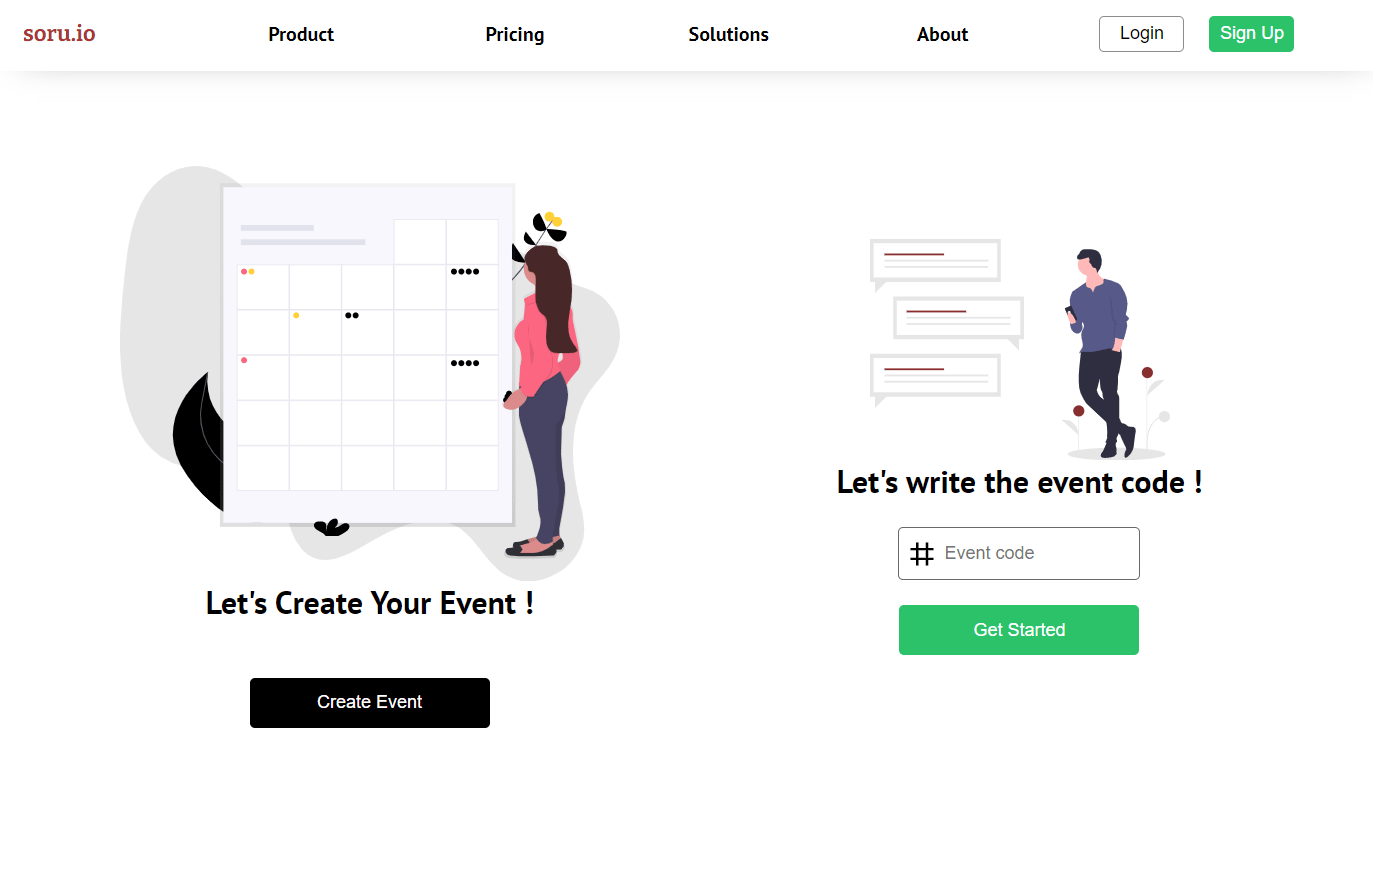 soru.io
Product
Pricing
Solutions
About
Login
Sign Up
Let's Create Your Event !
Create Event
Let's write the event code !
Event code
Get Started